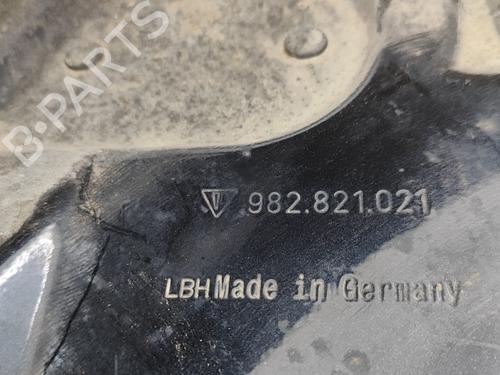 B-PARTS
982.821.021
LBH Made in Germany